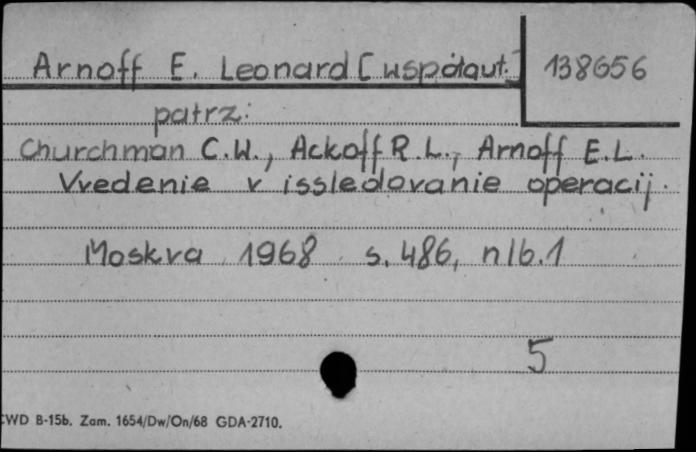 Arnoff E. Leonard [współaut.] 138656
patrz:
Churchman C.W., Ackoff R.L., Arnoff E.L.
Vvedenie v issledovanie operacij.
Moskva 1968 s. 486, nlb. 1
5
CWD B-15b. Zam. 1654/Dw/On/68 GDA-2710.